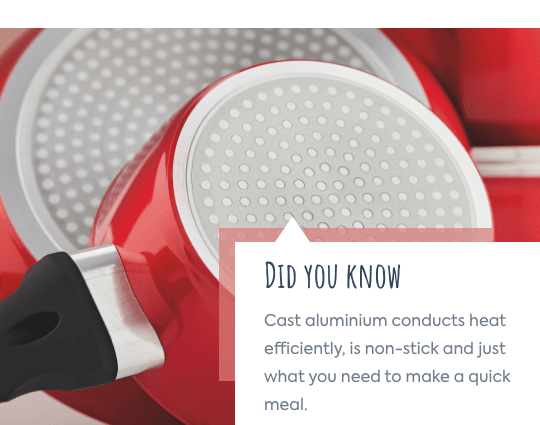 Did you know
Cast aluminium conducts heat
efficiently, is non-stick and just
what you need to make a quick
meal.